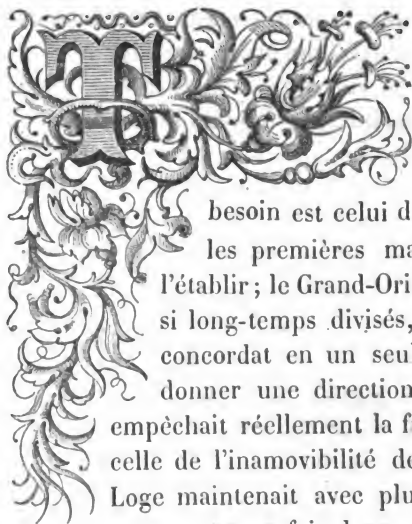 T
besoin est celui d
les premières ma
l'établir ; le Grand-Ori
si long-temps divisés,
concordat en un seul
donner une direction
empêchait réellement la f
celle de l'inamovibilité de
Loge maintenait avec plu